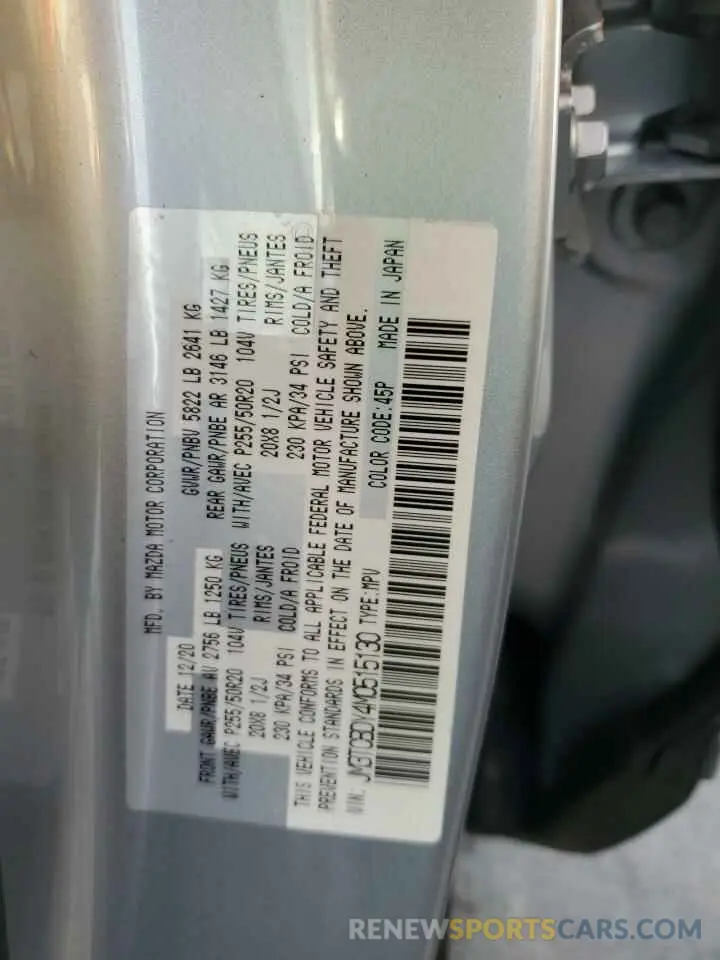 MFD. BY MAZDA MOTOR CORPORATION
DATE 12/20 GVWR/PNBV 5822 LB 2641 KG
FRONT GAWR/PNBE AV 2756 LB 1250 KG REAR GAWR/PNBE AR 3146 LB 1427 KG
WITH/AVEC P255/50R20 104V TIRES/PNEUS WITH/AVEC P255/50R20 104V TIRES/PNEUS
20X8 1/2J RIMS/JANTES 20X8 1/2J RIMS/JANTES
230 KPA/34 PSI COLD/A FROID 230 KPA/34 PSI COLD/A FROID
THIS VEHICLE CONFORMS TO ALL APPLICABLE FEDERAL MOTOR VEHICLE SAFETY AND THEFT
PREVENTION STANDARDS IN EFFECT ON THE DATE OF MANUFACTURE SHOWN ABOVE.
VIN: JM3TCBDY4M0515130 TYPE:MPV COLOR CODE:45P MADE IN JAPAN
RENEWSPORTSCARS.COM